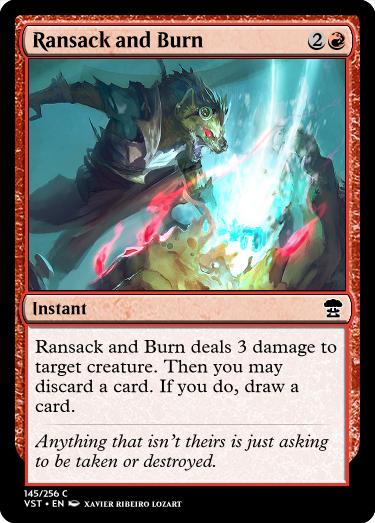 Ransack and Burn 2
Instant
Ransack and Burn deals 3 damage to
target creature. Then you may
discard a card. If you do, draw a
card.
Anything that isn't theirs is just asking
to be taken or destroyed.
145/256 C
VST • EN XAVIER RIBEIRO LOZART